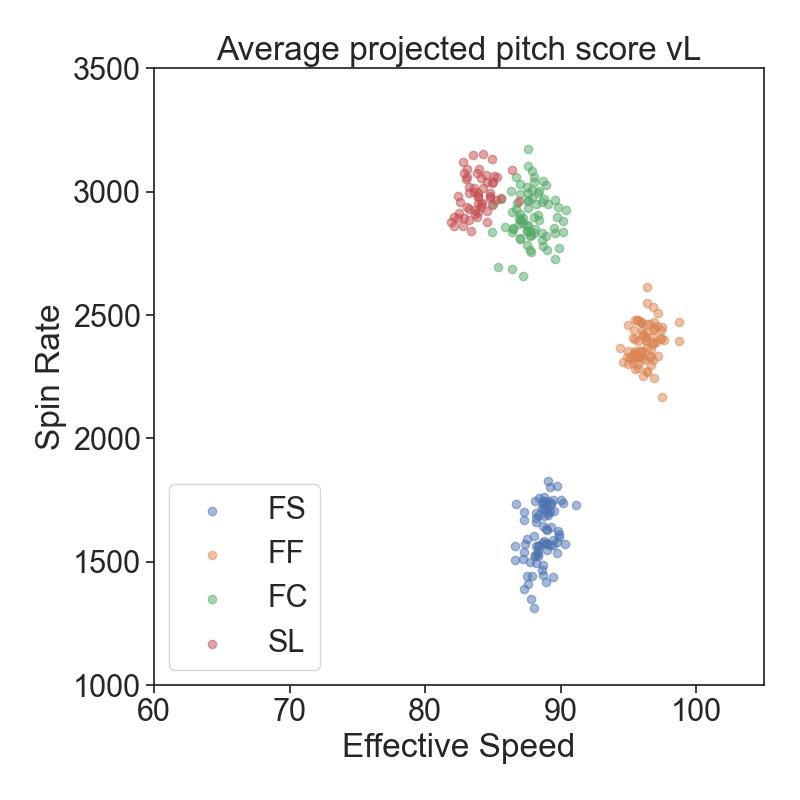 Average projected pitch score vL
3500
3000
2500
2000
1500
1000
Spin Rate
FS
FF
FC
SL
60 70 80 90 100
Effective Speed